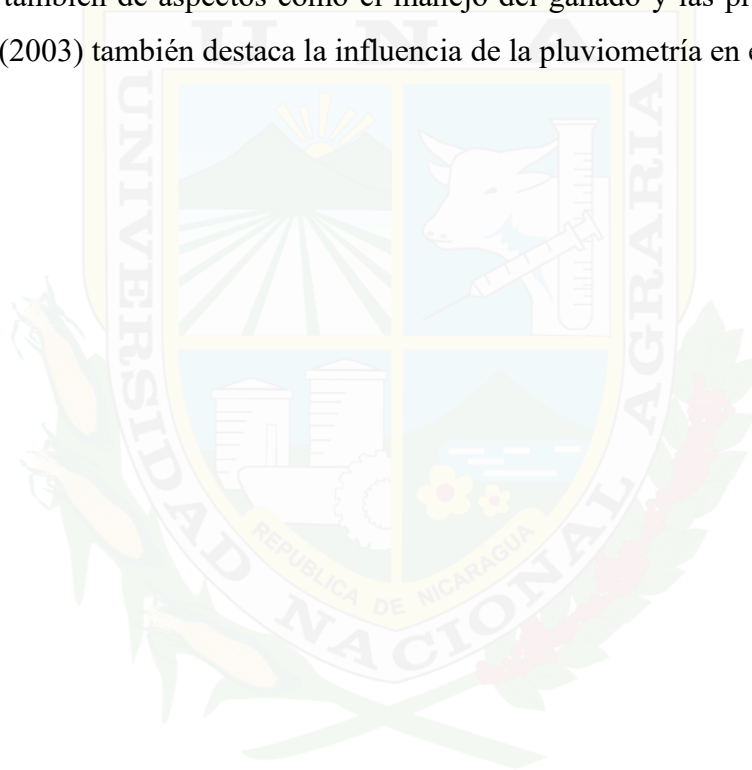 también de aspectos como el manejo del ganado y las pr
(2003) también destaca la influencia de la pluviometría en
U N A
UNIVERSIDAD NACIONAL AGRARIA
REPUBLICA DE NICARAGUA